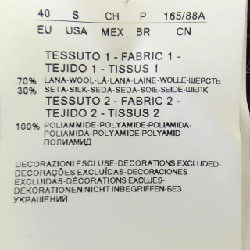 40 S CH P 165/88A
EU USA MEX BR CN
TESSUTO 1 - FABRIC 1 -
TEJIDO 1 - TISSUS 1
70% LANA-WOOL-LÃ-LANA-LAINE-WOLLE-ШЕРСТЬ
30% SETA-SILK-SEDA-SEDA-SOIE-SEIDE-ШЕЛК
TESSUTO 2 - FABRIC 2 -
TEJIDO 2 - TISSUS 2
100% POLIAMMIDE-POLYAMIDE-POLIAMIDA-
POLIAMIDA-POLYAMIDE-POLYAMID-
ПОЛИАМИД
DECORAZIONI ESCLUSE-DECORATIONS EXCLUDED-
DECORAÇÕES EXCLUÍDAS-DECORACIONES
EXCLUÍDAS-DÉCORATIONS EXCLUES-
DEKORATIONEN NICHT INBEGRIFFEN-БЕЗ
УКРАШЕНИЙ